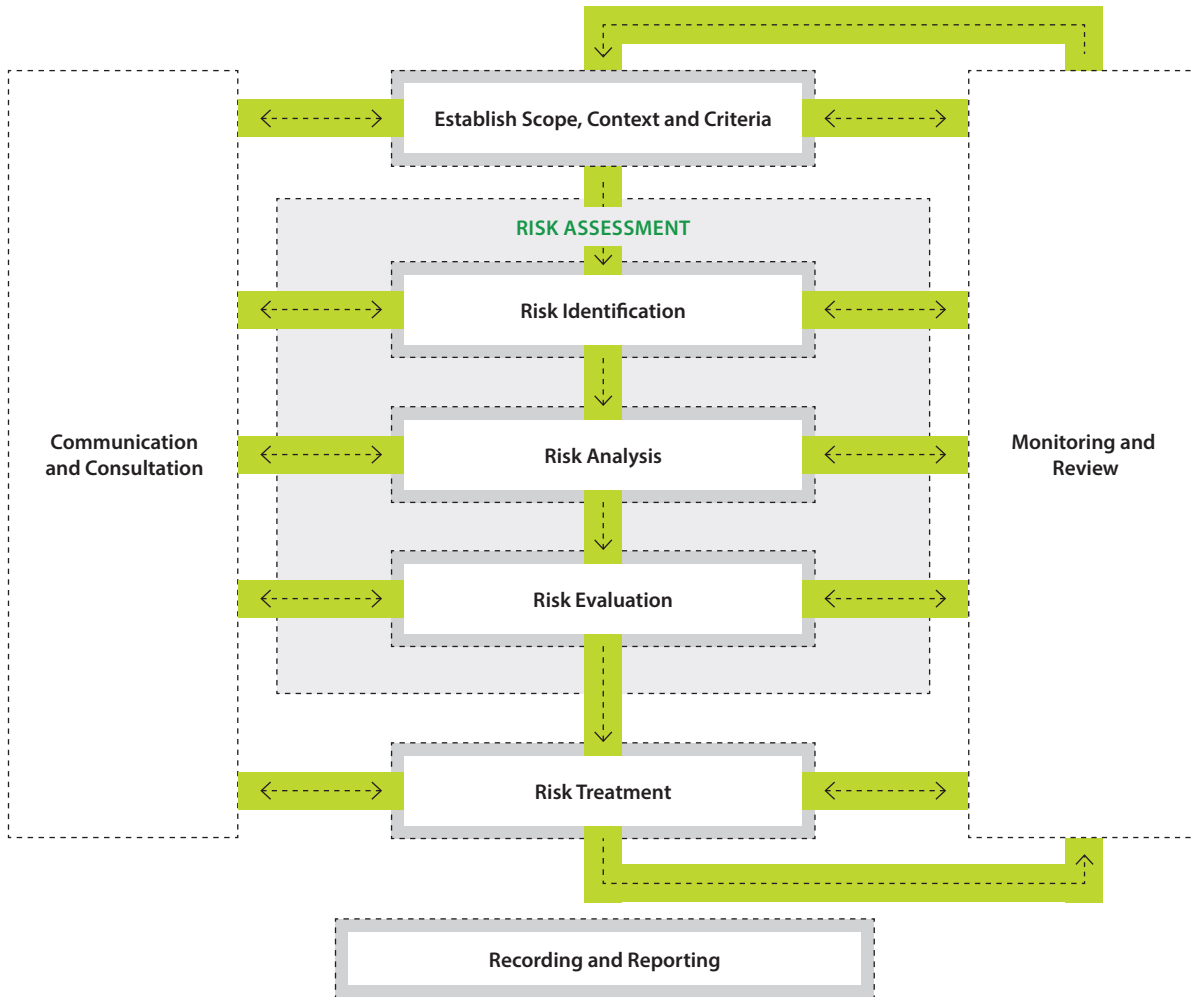 Establish Scope, Context and Criteria
RISK ASSESSMENT
Risk Identification
Communication
and Consultation
Risk Analysis
Monitoring and
Review
Risk Evaluation
Risk Treatment
Recording and Reporting